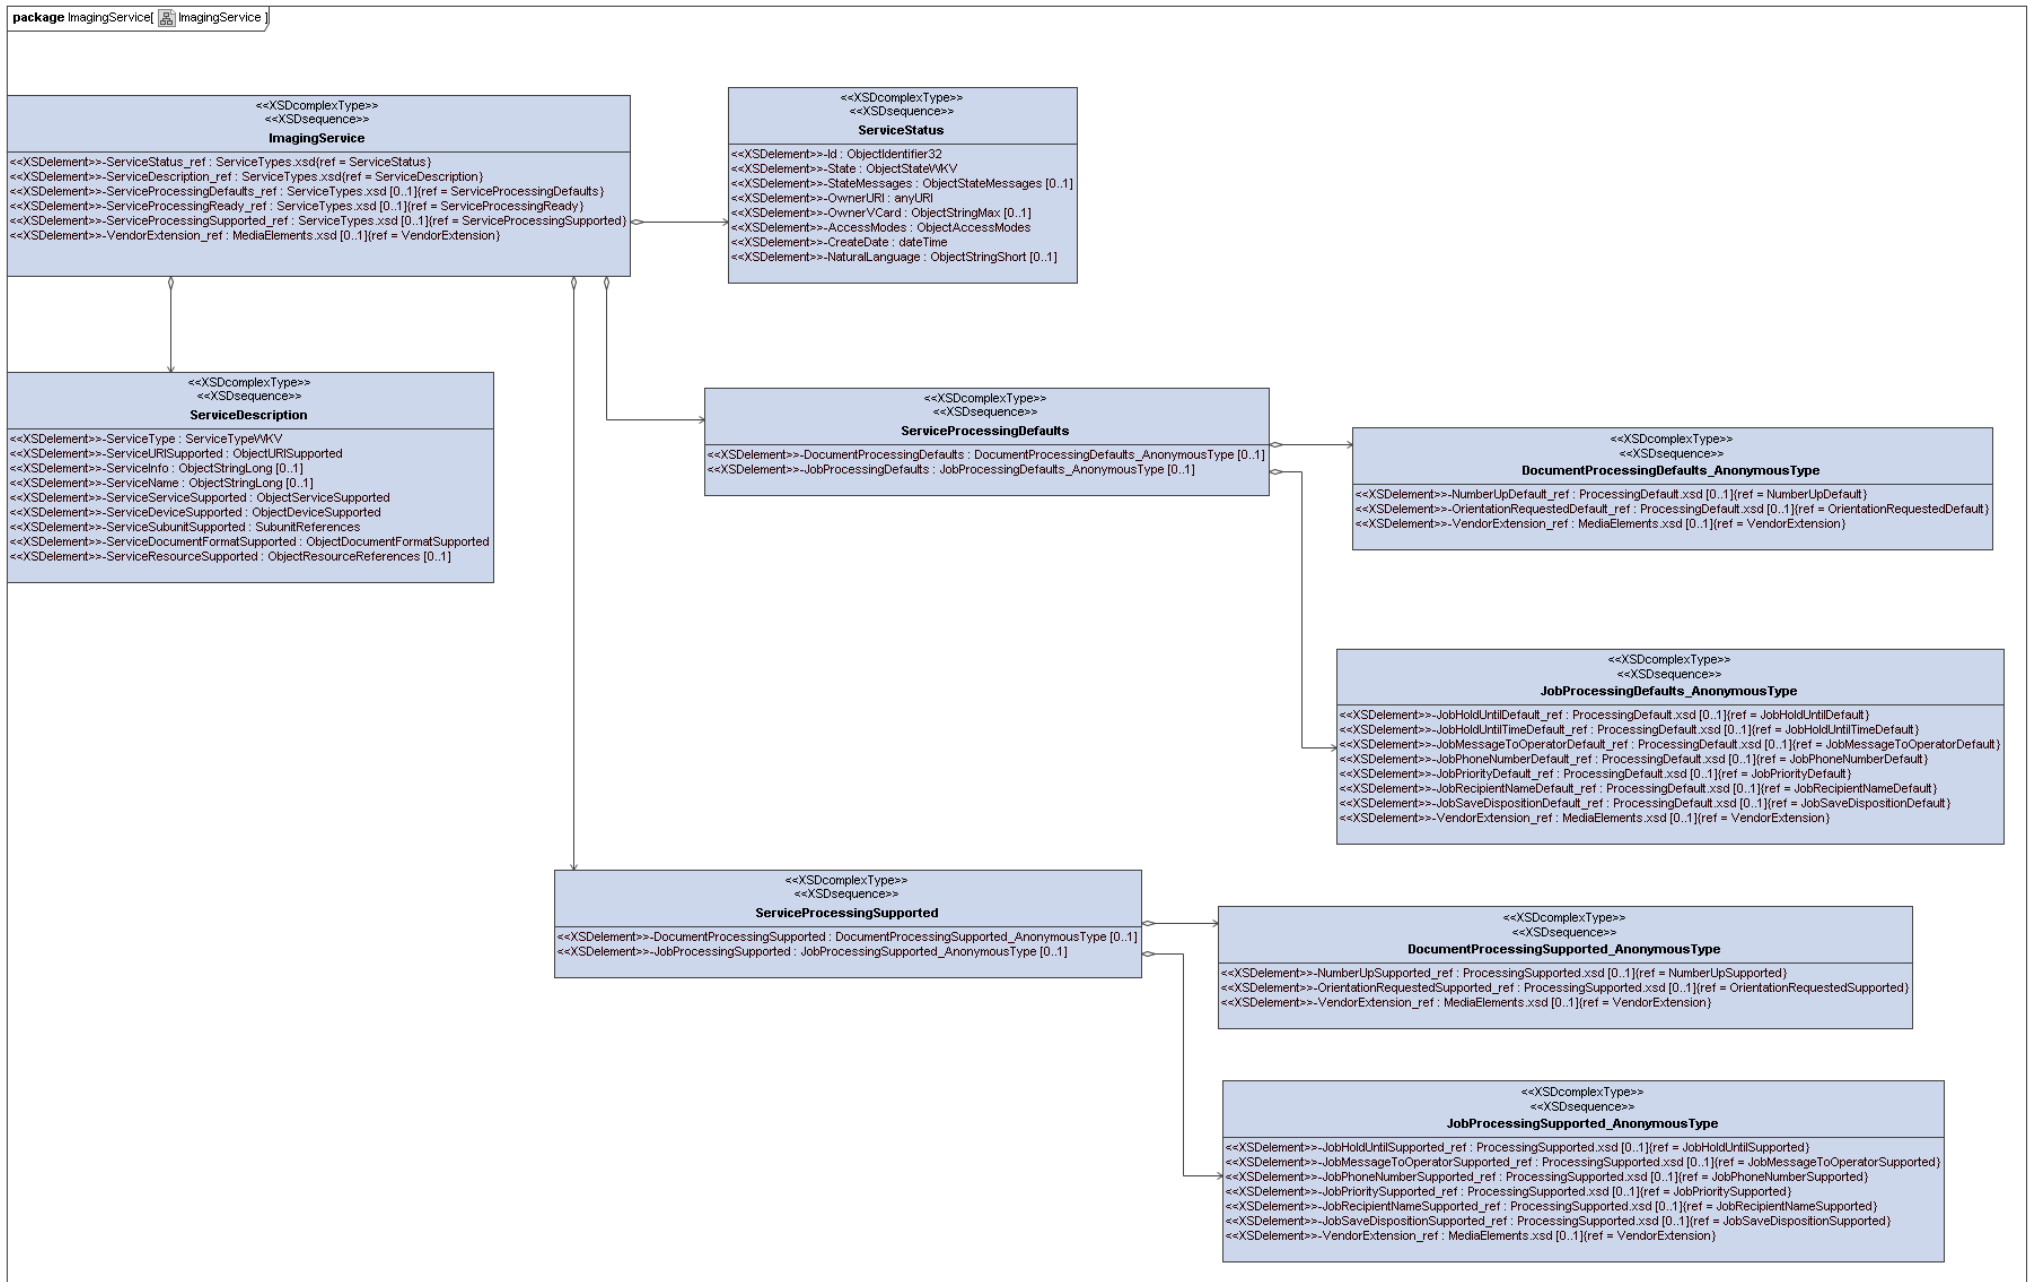 package ImagingService[ ImagingService ]
<<XSDcomplexType>>
<<XSDsequence>>
ImagingService
<<XSDelement>>-ServiceStatus_ref : ServiceTypes.xsd{ref = ServiceStatus}
<<XSDelement>>-ServiceDescription_ref : ServiceTypes.xsd{ref = ServiceDescription}
<<XSDelement>>-ServiceProcessingDefaults_ref : ServiceTypes.xsd [0..1]{ref = ServiceProcessingDefaults}
<<XSDelement>>-ServiceProcessingReady_ref : ServiceTypes.xsd [0..1]{ref = ServiceProcessingReady}
<<XSDelement>>-ServiceProcessingSupported_ref : ServiceTypes.xsd [0..1]{ref = ServiceProcessingSupported}
<<XSDelement>>-VendorExtension_ref : MediaElements.xsd [0..1]{ref = VendorExtension}
<<XSDcomplexType>>
<<XSDsequence>>
ServiceStatus
<<XSDelement>>-Id : ObjectIdentifier32
<<XSDelement>>-State : ObjectStateWKV
<<XSDelement>>-StateMessages : ObjectStateMessages [0..1]
<<XSDelement>>-OwnerURI : anyURI
<<XSDelement>>-OwnerVCard : ObjectStringMax [0..1]
<<XSDelement>>-AccessModes : ObjectAccessModes
<<XSDelement>>-CreateDate : dateTime
<<XSDelement>>-NaturalLanguage : ObjectStringShort [0..1]
<<XSDcomplexType>>
<<XSDsequence>>
ServiceDescription
<<XSDelement>>-ServiceType : ServiceTypeWKV
<<XSDelement>>-ServiceURISupported : ObjectURISupported
<<XSDelement>>-ServiceInfo : ObjectStringLong [0..1]
<<XSDelement>>-ServiceName : ObjectStringLong [0..1]
<<XSDelement>>-ServiceServiceSupported : ObjectServiceSupported
<<XSDelement>>-ServiceDeviceSupported : ObjectDeviceSupported
<<XSDelement>>-ServiceSubunitSupported : SubunitReferences
<<XSDelement>>-ServiceDocumentFormatSupported : ObjectDocumentFormatSupported
<<XSDelement>>-ServiceResourceSupported : ObjectResourceReferences [0..1]
<<XSDcomplexType>>
<<XSDsequence>>
ServiceProcessingDefaults
<<XSDelement>>-DocumentProcessingDefaults : DocumentProcessingDefaults_AnonymousType [0..1]
<<XSDelement>>-JobProcessingDefaults : JobProcessingDefaults_AnonymousType [0..1]
<<XSDcomplexType>>
<<XSDsequence>>
DocumentProcessingDefaults_AnonymousType
<<XSDelement>>-NumberUpDefault_ref : ProcessingDefault.xsd [0..1]{ref = NumberUpDefault}
<<XSDelement>>-OrientationRequestedDefault_ref : ProcessingDefault.xsd [0..1]{ref = OrientationRequestedDefault}
<<XSDelement>>-VendorExtension_ref : MediaElements.xsd [0..1]{ref = VendorExtension}
<<XSDcomplexType>>
<<XSDsequence>>
JobProcessingDefaults_AnonymousType
<<XSDelement>>-JobHoldUntilDefault_ref : ProcessingDefault.xsd [0..1]{ref = JobHoldUntilDefault}
<<XSDelement>>-JobHoldUntilTimeDefault_ref : ProcessingDefault.xsd [0..1]{ref = JobHoldUntilTimeDefault}
<<XSDelement>>-JobMessageToOperatorDefault_ref : ProcessingDefault.xsd [0..1]{ref = JobMessageToOperatorDefault}
<<XSDelement>>-JobPhoneNumberDefault_ref : ProcessingDefault.xsd [0..1]{ref = JobPhoneNumberDefault}
<<XSDelement>>-JobPriorityDefault_ref : ProcessingDefault.xsd [0..1]{ref = JobPriorityDefault}
<<XSDelement>>-JobRecipientNameDefault_ref : ProcessingDefault.xsd [0..1]{ref = JobRecipientNameDefault}
<<XSDelement>>-JobSaveDispositionDefault_ref : ProcessingDefault.xsd [0..1]{ref = JobSaveDispositionDefault}
<<XSDelement>>-VendorExtension_ref : MediaElements.xsd [0..1]{ref = VendorExtension}
<<XSDcomplexType>>
<<XSDsequence>>
ServiceProcessingSupported
<<XSDelement>>-DocumentProcessingSupported : DocumentProcessingSupported_AnonymousType [0..1]
<<XSDelement>>-JobProcessingSupported : JobProcessingSupported_AnonymousType [0..1]
<<XSDcomplexType>>
<<XSDsequence>>
DocumentProcessingSupported_AnonymousType
<<XSDelement>>-NumberUpSupported_ref : ProcessingSupported.xsd [0..1]{ref = NumberUpSupported}
<<XSDelement>>-OrientationRequestedSupported_ref : ProcessingSupported.xsd [0..1]{ref = OrientationRequestedSupported}
<<XSDelement>>-VendorExtension_ref : MediaElements.xsd [0..1]{ref = VendorExtension}
<<XSDcomplexType>>
<<XSDsequence>>
JobProcessingSupported_AnonymousType
<<XSDelement>>-JobHoldUntilSupported_ref : ProcessingSupported.xsd [0..1]{ref = JobHoldUntilSupported}
<<XSDelement>>-JobMessageToOperatorSupported_ref : ProcessingSupported.xsd [0..1]{ref = JobMessageToOperatorSupported}
<<XSDelement>>-JobPhoneNumberSupported_ref : ProcessingSupported.xsd [0..1]{ref = JobPhoneNumberSupported}
<<XSDelement>>-JobPrioritySupported_ref : ProcessingSupported.xsd [0..1]{ref = JobPrioritySupported}
<<XSDelement>>-JobRecipientNameSupported_ref : ProcessingSupported.xsd [0..1]{ref = JobRecipientNameSupported}
<<XSDelement>>-JobSaveDispositionSupported_ref : ProcessingSupported.xsd [0..1]{ref = JobSaveDispositionSupported}
<<XSDelement>>-VendorExtension_ref : MediaElements.xsd [0..1]{ref = VendorExtension}